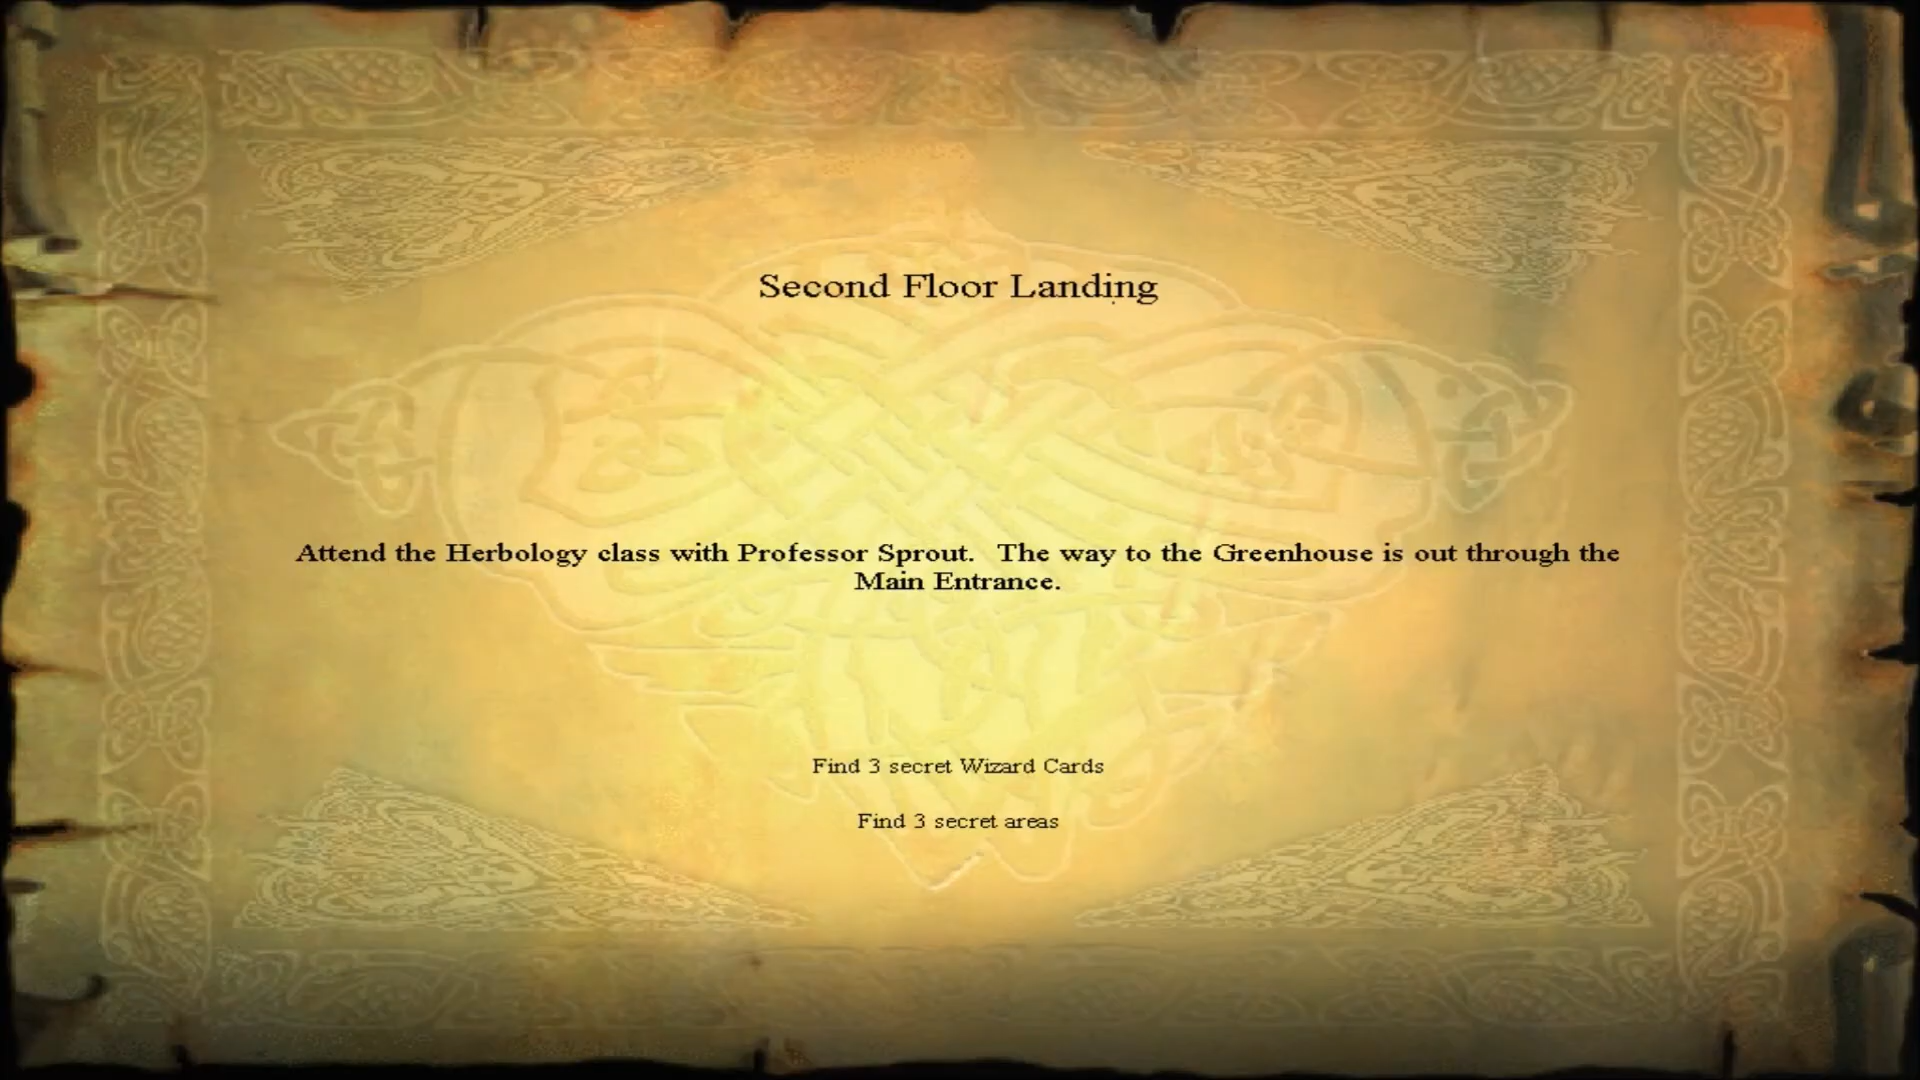 Second Floor Landing
Attend the Herbology class with Professor Sprout.  The way to the Greenhouse is out through the
Main Entrance.
Find 3 secret Wizard Cards
Find 3 secret areas